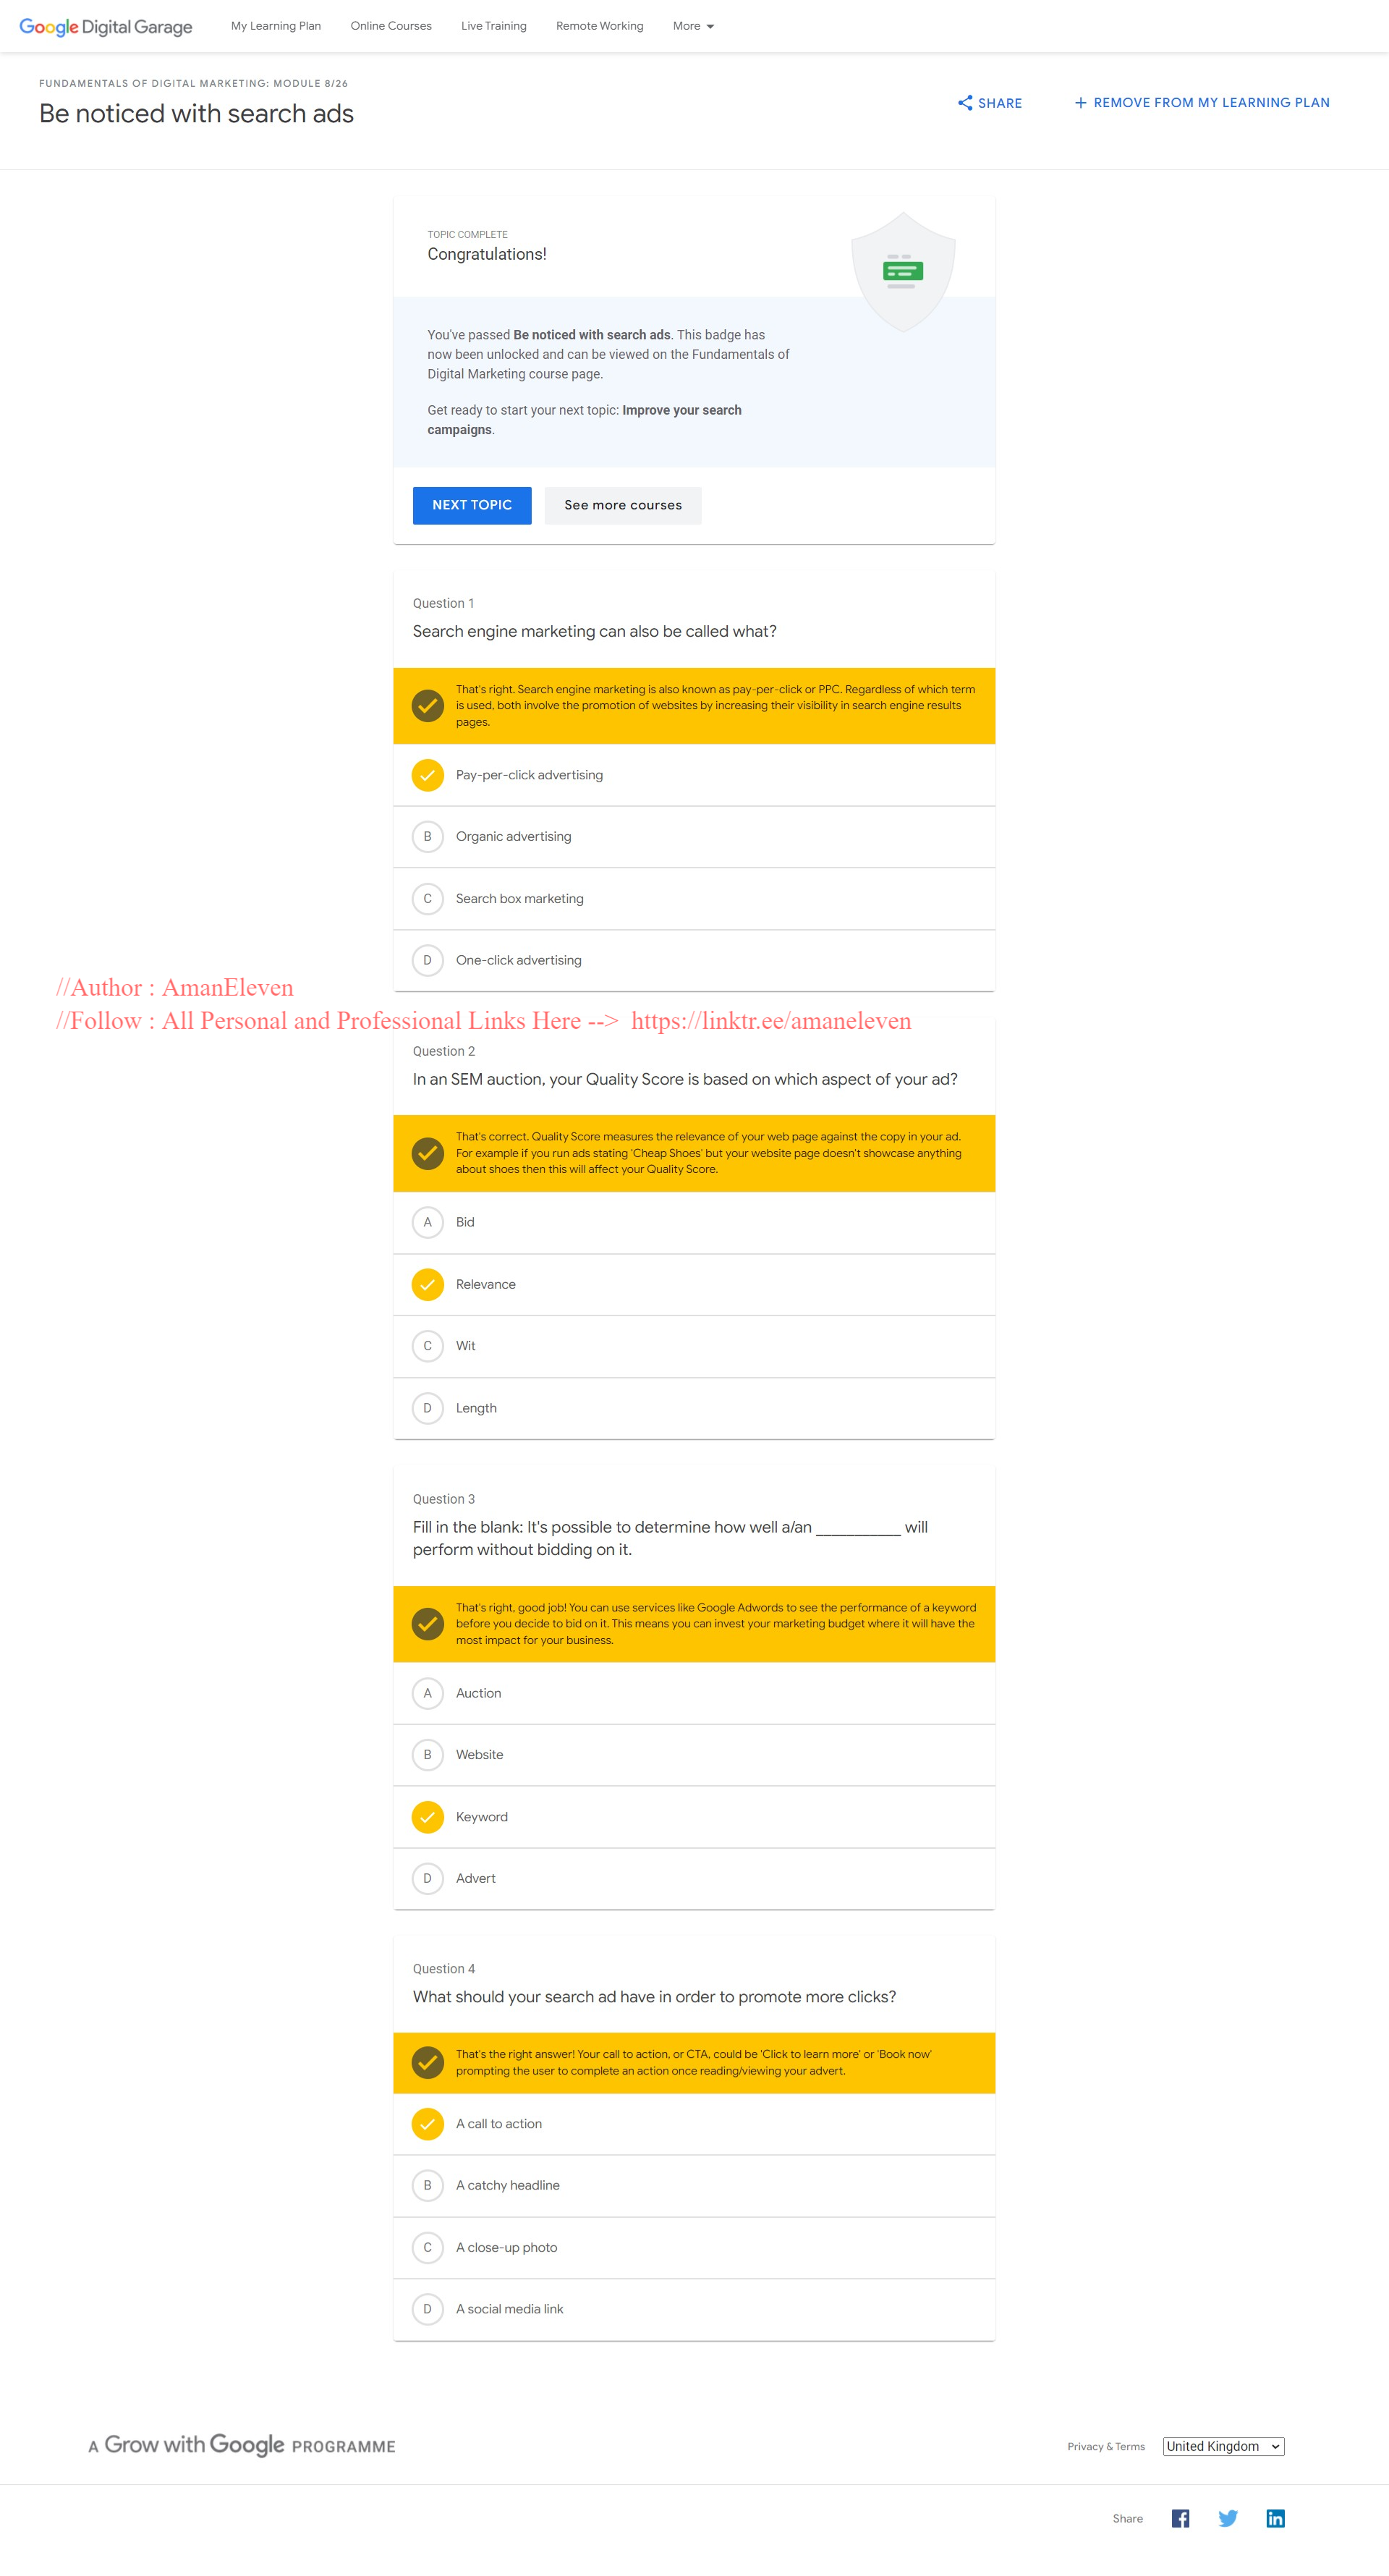 Google Digital Garage My Learning Plan Online Courses Live Training Remote Working More
FUNDAMENTALS OF DIGITAL MARKETING: MODULE 8/26
Be noticed with search ads
SHARE + REMOVE FROM MY LEARNING PLAN
TOPIC COMPLETE
Congratulations!
You've passed Be noticed with search ads. This badge has
now been unlocked and can be viewed on the Fundamentals of
Digital Marketing course page.
Get ready to start your next topic: Improve your search
campaigns.
NEXT TOPIC See more courses
Question 1
Search engine marketing can also be called what?
That's right. Search engine marketing is also known as pay-per-click or PPC. Regardless of which term
is used, both involve the promotion of websites by increasing their visibility in search engine results
pages.
Pay-per-click advertising
B Organic advertising
C Search box marketing
D One-click advertising
//Author : AmanEleven
//Follow : All Personal and Professional Links Here --> https://linktr.ee/amaneleven
Question 2
In an SEM auction, your Quality Score is based on which aspect of your ad?
That's correct. Quality Score measures the relevance of your web page against the copy in your ad.
For example if you run ads stating 'Cheap Shoes' but your website page doesn't showcase anything
about shoes then this will affect your Quality Score.
A Bid
Relevance
C Wit
D Length
Question 3
Fill in the blank: It's possible to determine how well a/an ___________ will
perform without bidding on it.
That's right, good job! You can use services like Google Adwords to see the performance of a keyword
before you decide to bid on it. This means you can invest your marketing budget where it will have the
most impact for your business.
A Auction
B Website
Keyword
D Advert
Question 4
What should your search ad have in order to promote more clicks?
That's the right answer! Your call to action, or CTA, could be 'Click to learn more' or 'Book now'
prompting the user to complete an action once reading/viewing your advert.
A call to action
B A catchy headline
C A close-up photo
D A social media link
A Grow with Google PROGRAMME Privacy & Terms United Kingdom
Share